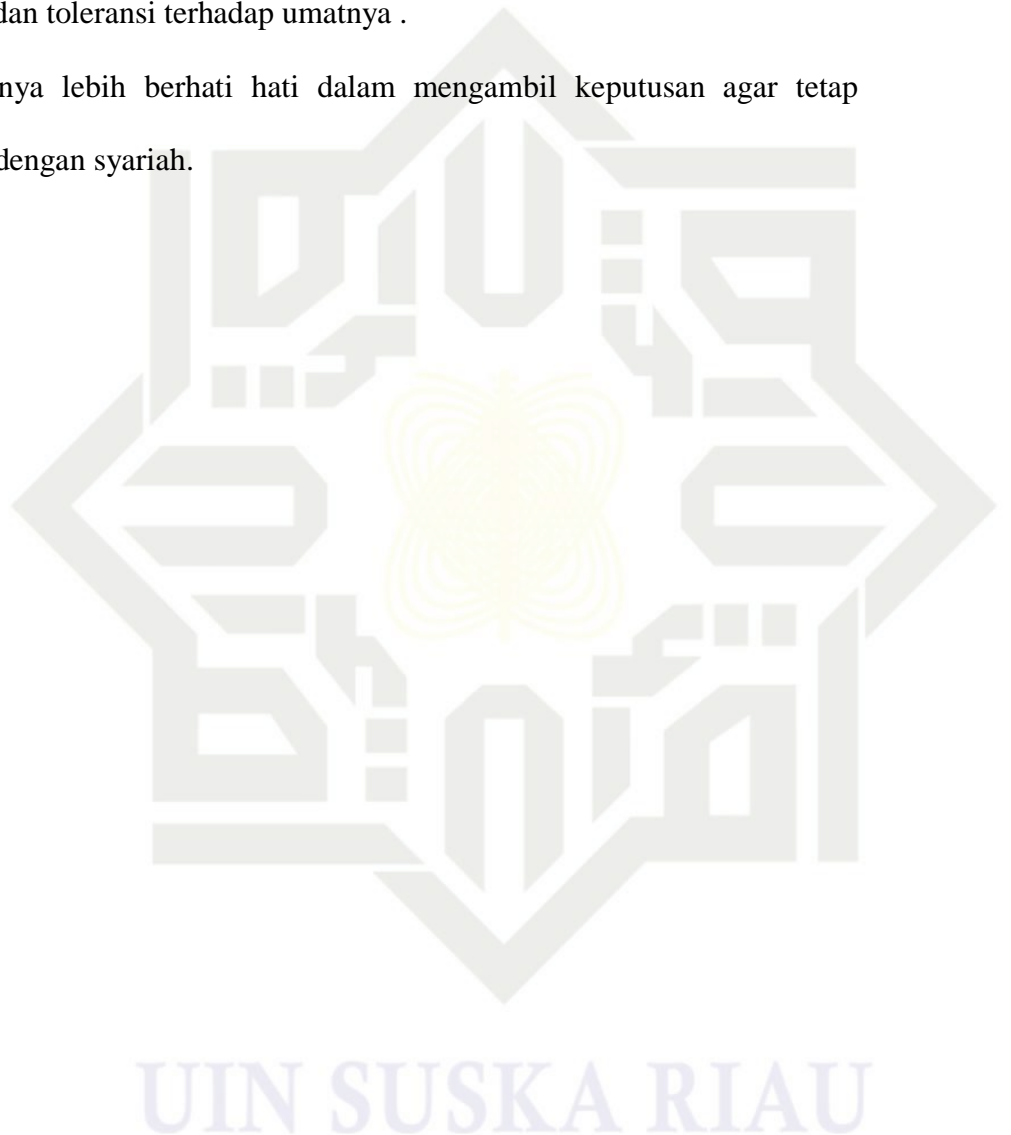 dan toleransi terhadap umatnya .
nya lebih berhati hati dalam mengambil keputusan agar tetap
dengan syariah.
UIN SUSKA RIAU